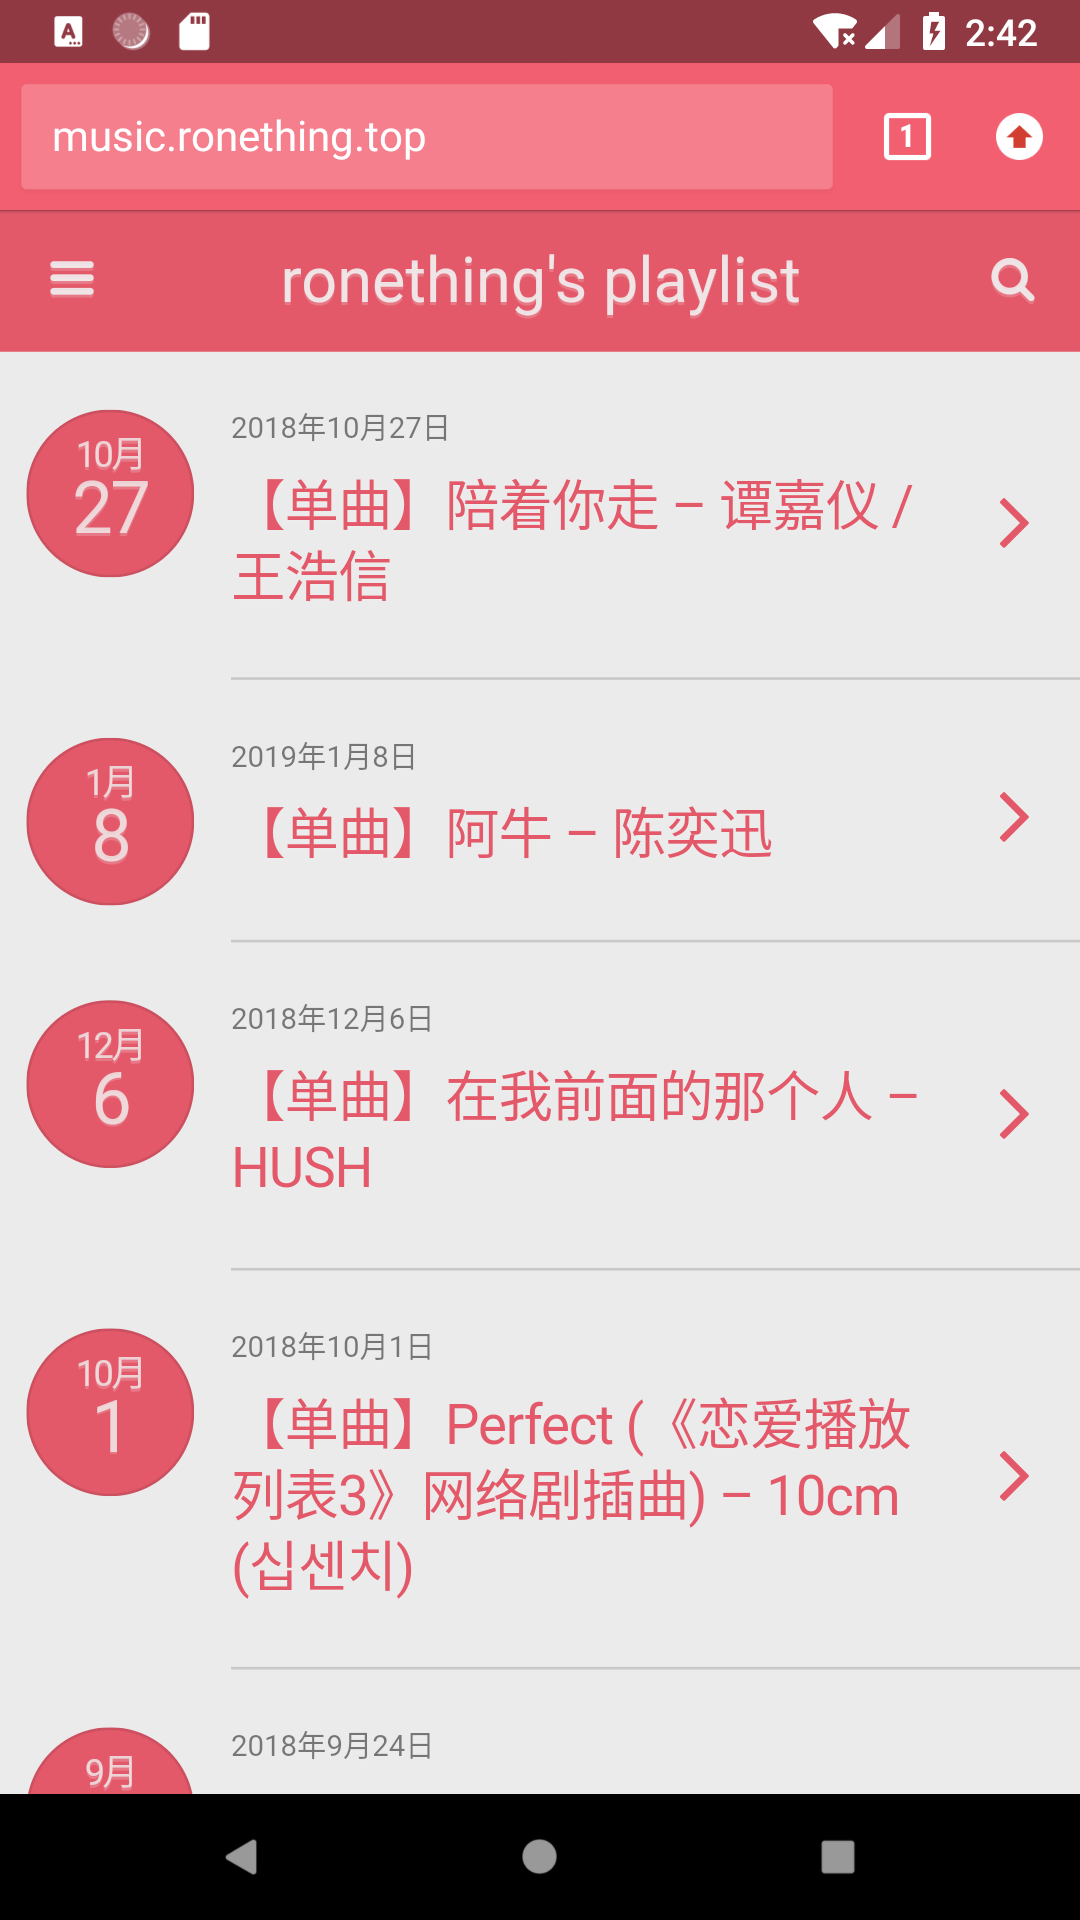 2:42
music.ronething.top
1
ronething's playlist
10月
27
2018年10月27日
【单曲】陪着你走 – 谭嘉仪 /
王浩信
1月
8
2019年1月8日
【单曲】阿牛 – 陈奕迅
12月
6
2018年12月6日
【单曲】在我前面的那个人 –
HUSH
10月
1
2018年10月1日
【单曲】Perfect (《恋爱播放
列表3》网络剧插曲) – 10cm
(십센치)
9月
2018年9月24日